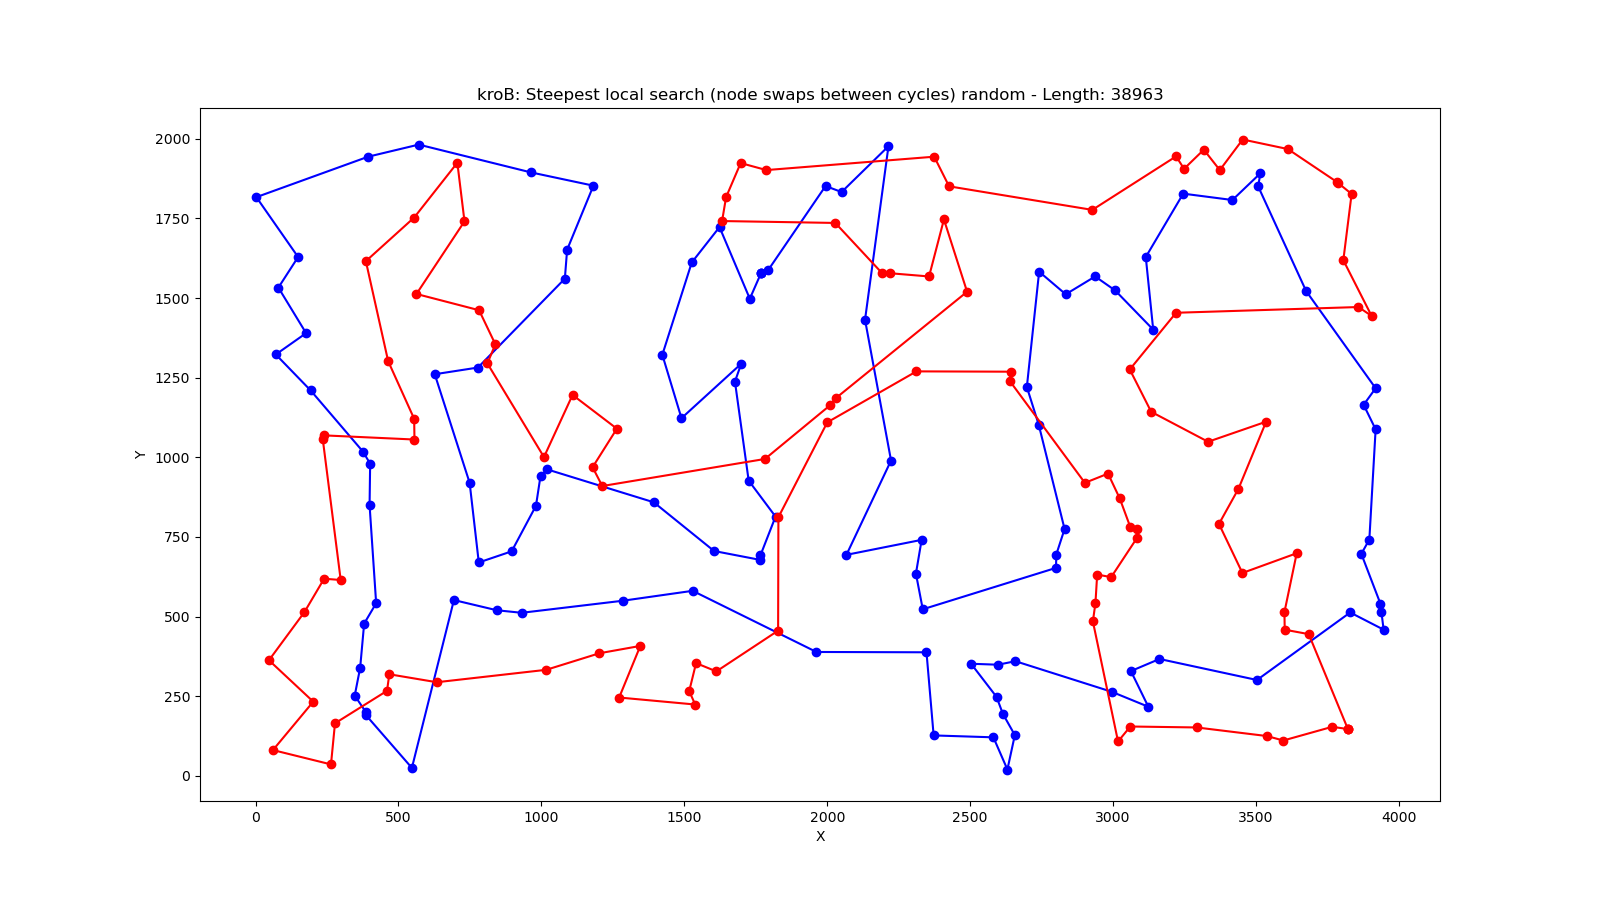 kroB: Steepest local search (node swaps between cycles) random - Length: 38963
2000
1750
1500
1250
1000
750
500
250
0
Y
0 500 1000 1500 2000 2500 3000 3500 4000
X